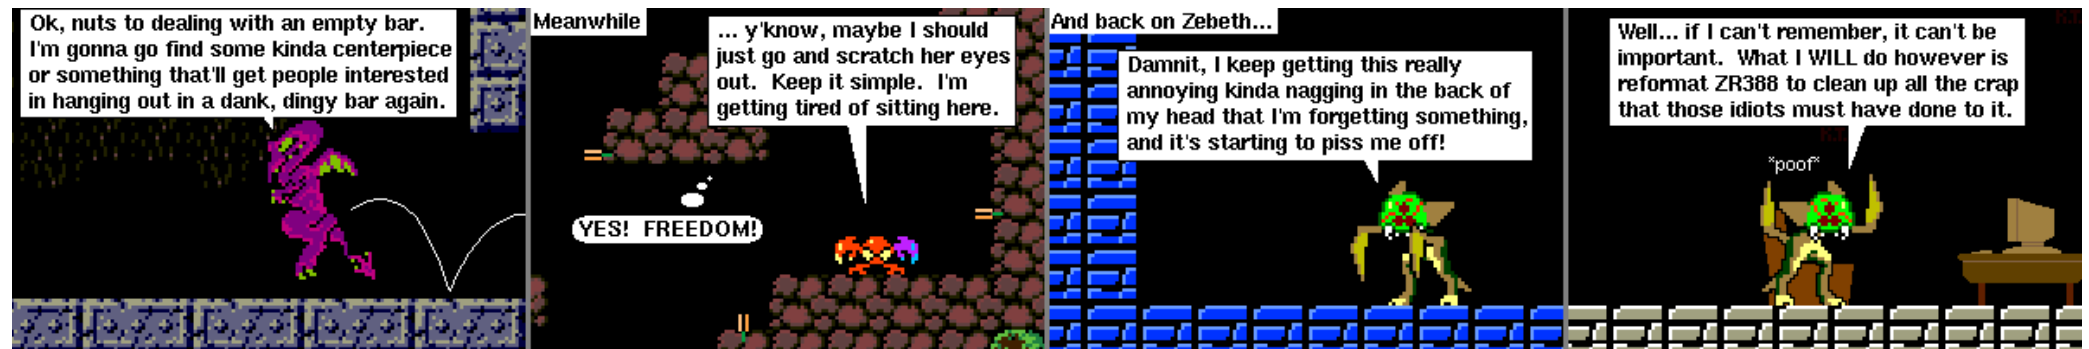 Ok, nuts to dealing with an empty bar.
I'm gonna go find some kinda centerpiece
or something that'll get people interested
in hanging out in a dank, dingy bar again.
Meanwhile
... y'know, maybe I should
just go and scratch her eyes
out. Keep it simple. I'm
getting tired of sitting here.
YES! FREEDOM!
And back on Zebeth...
Damnit, I keep getting this really
annoying kinda nagging in the back of
my head that I'm forgetting something,
and it's starting to piss me off!
Well... if I can't remember, it can't be
important. What I WILL do however is
reformat ZR388 to clean up all the crap
that those idiots must have done to it.
*poof*